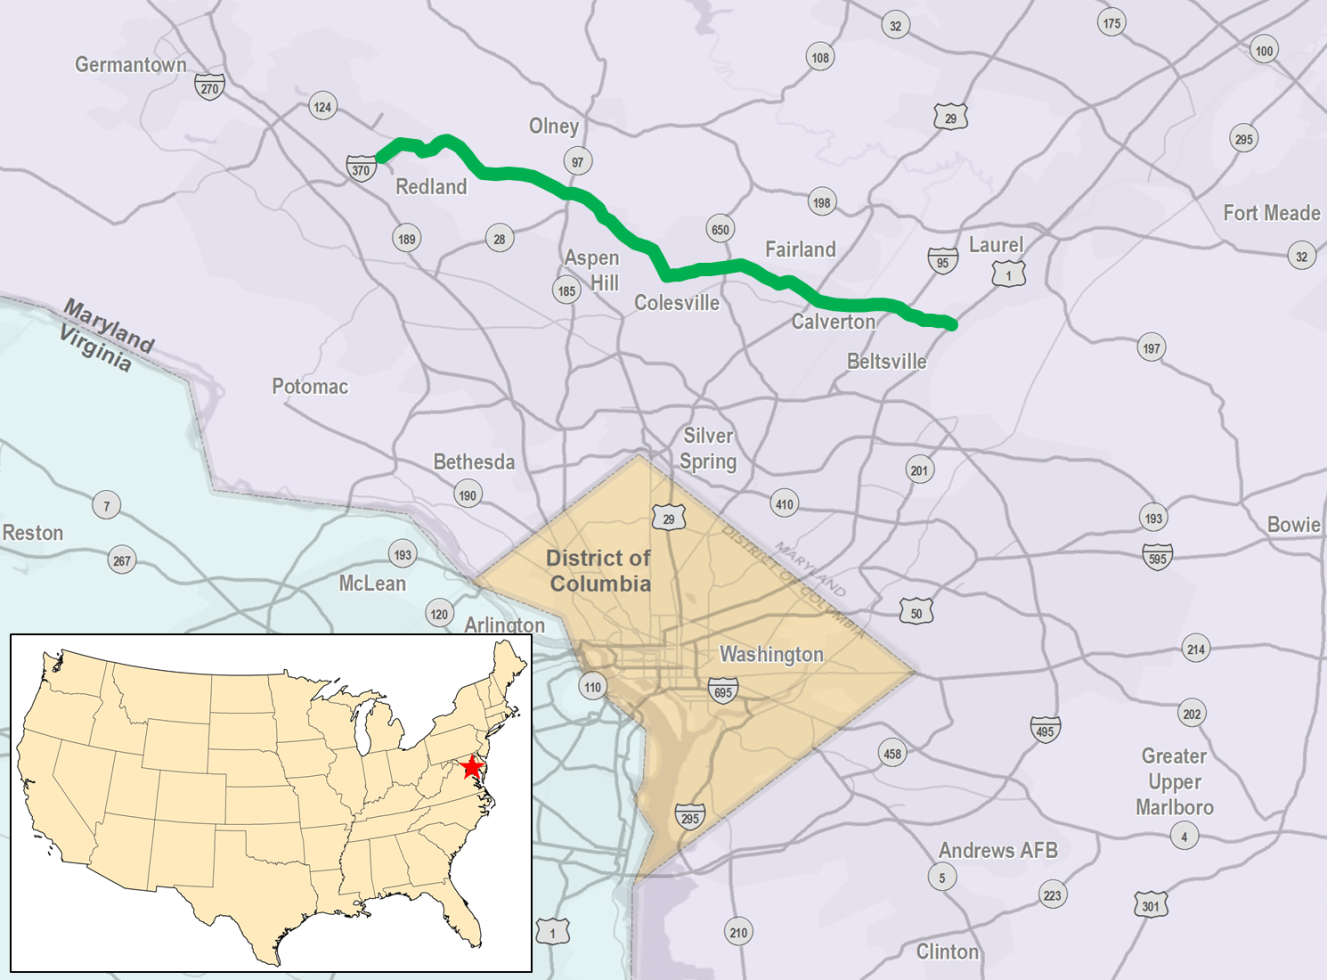 32
175
100
108
Germantown
270
124
29
Olney
295
97
370
Redland
198
Fort Meade
650
189
28
Fairland
Laurel
95
32
Aspen
Hill
1
185
Colesville
Calverton
Maryland
Virginia
197
Beltsville
Potomac
Silver
Spring
Bethesda
201
190
410
7
29
193
Bowie
Reston
193
267
District of
Columbia
MARYLAND
DISTRICT OF COLUMBIA
595
McLean
120
50
Arlington
214
Washington
110
695
202
495
458
Greater
Upper
Marlboro
295
4
Andrews AFB
5
223
301
1
210
Clinton